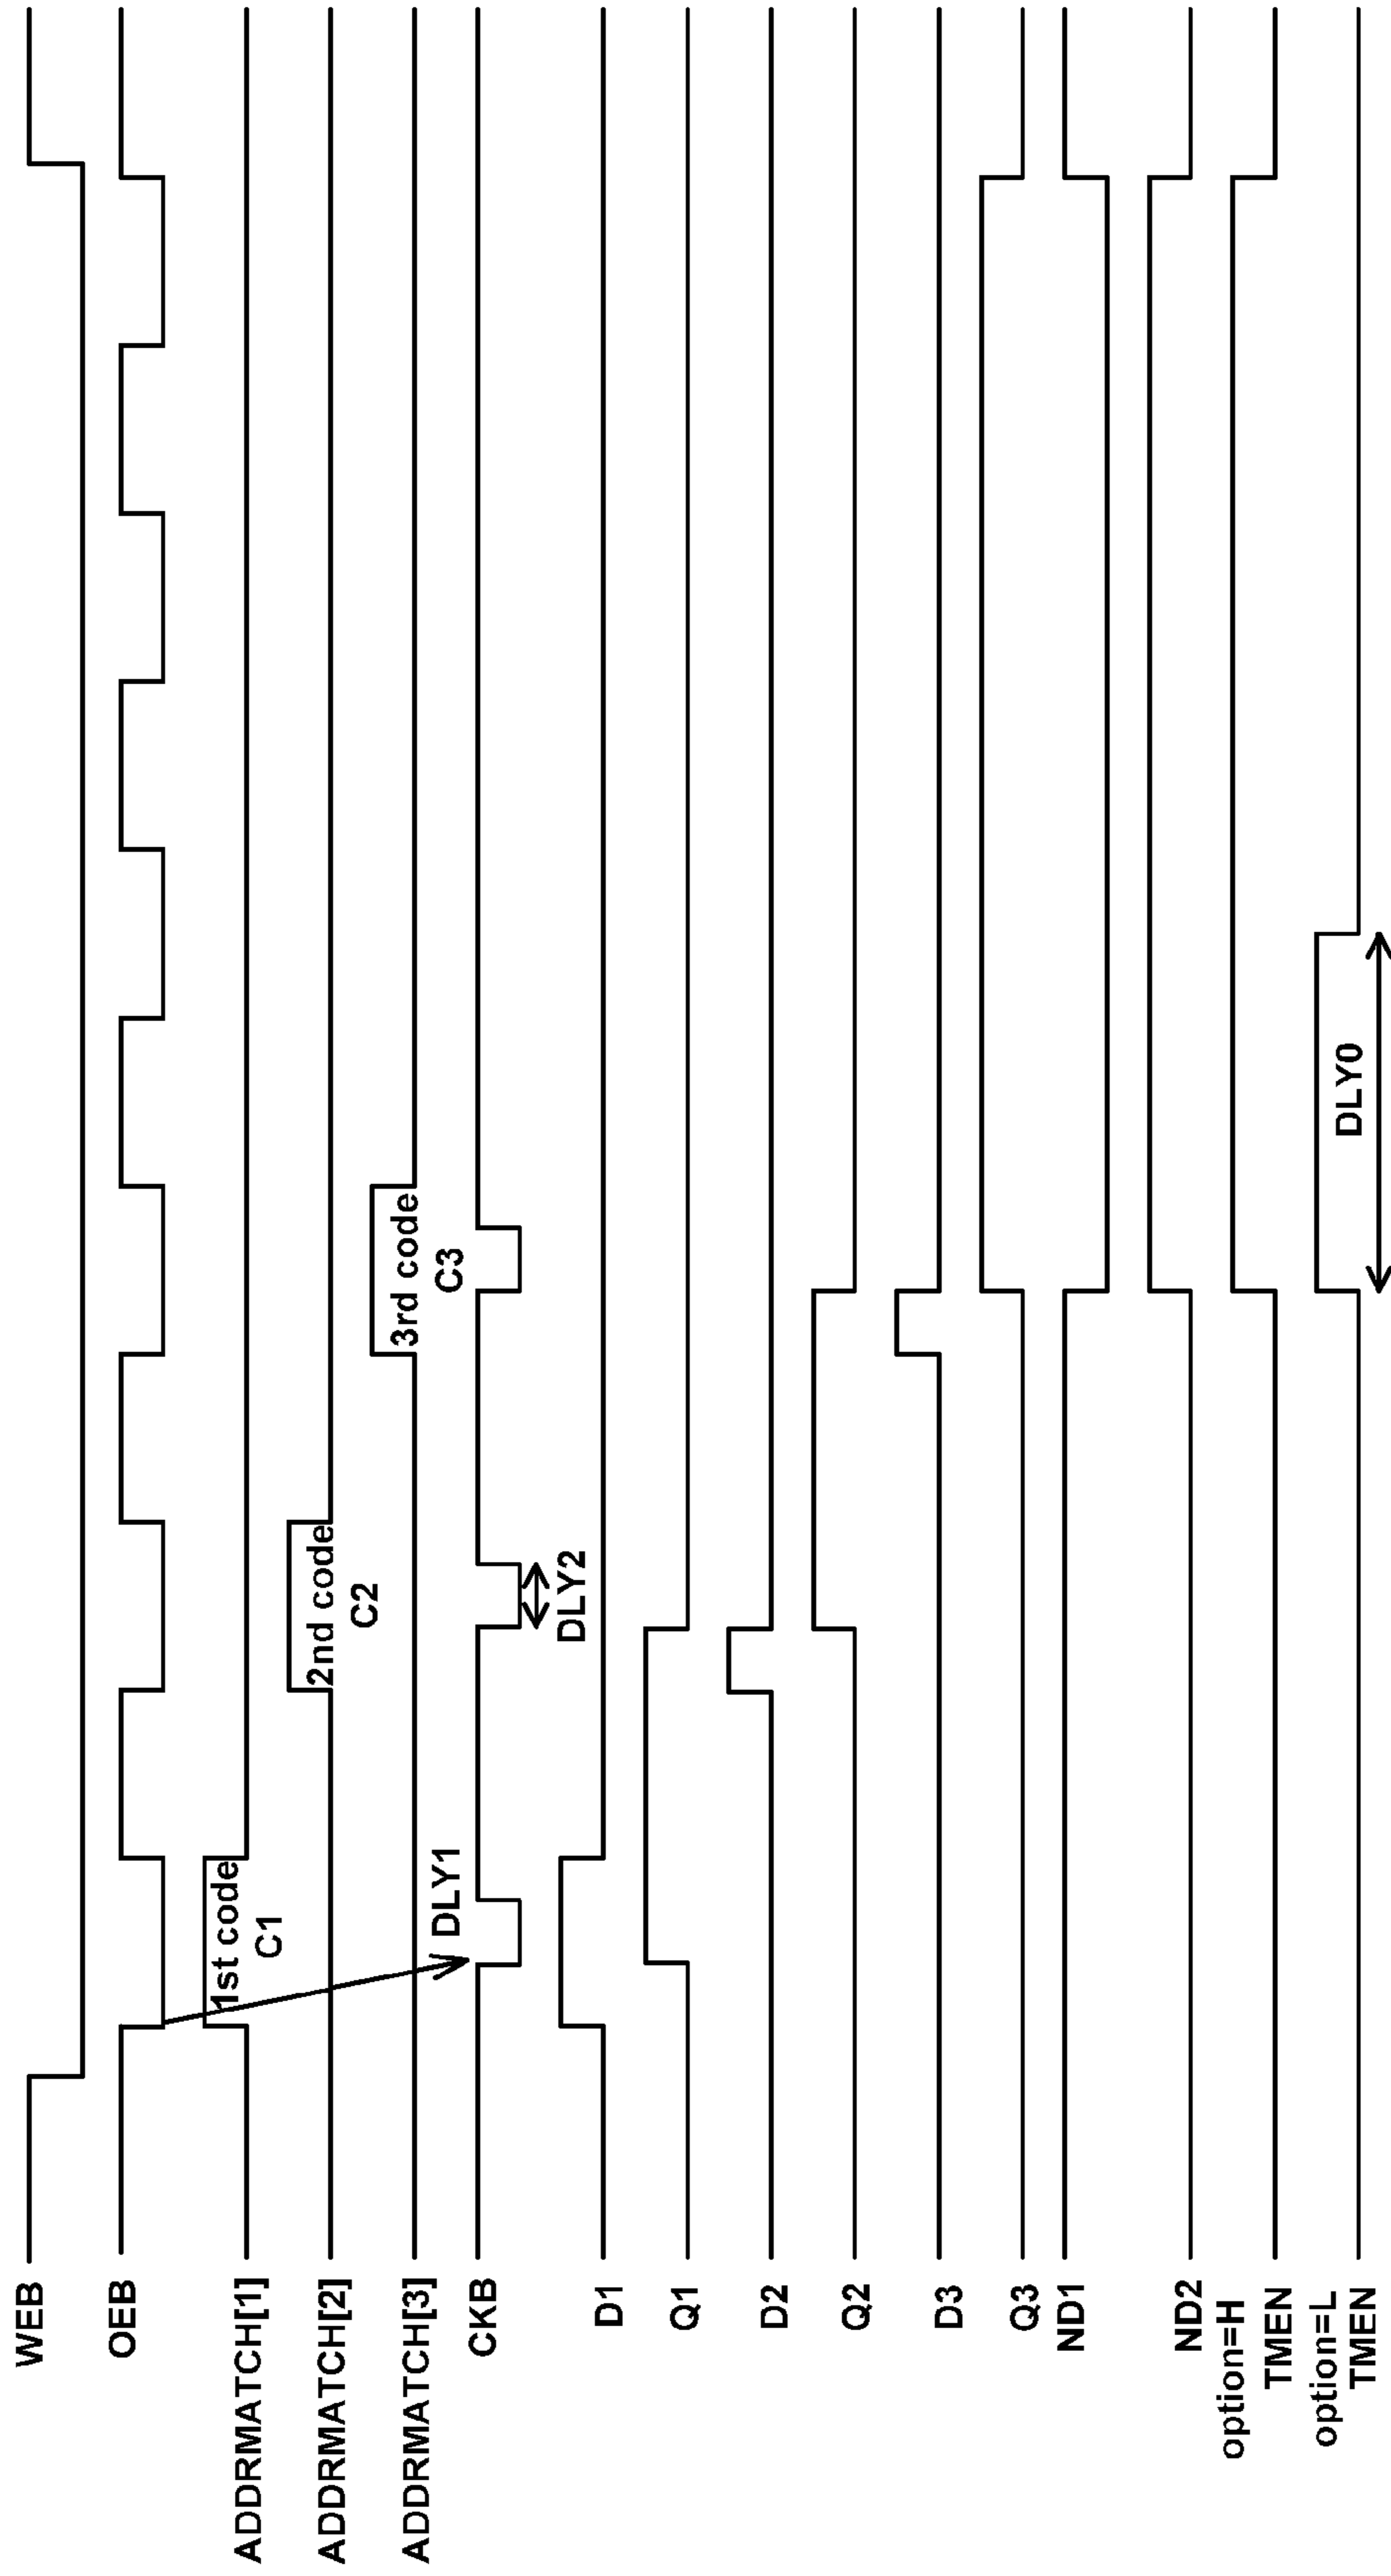 WEB
OEB
ADDRMATCH[1]
1st code
C1
ADDRMATCH[2]
2nd code
C2
ADDRMATCH[3]
3rd code
C3
CKB
DLY1
DLY2
D1
Q1
D2
Q2
D3
Q3
ND1
ND2
option=H
TMEN
option=L
TMEN
DLY0